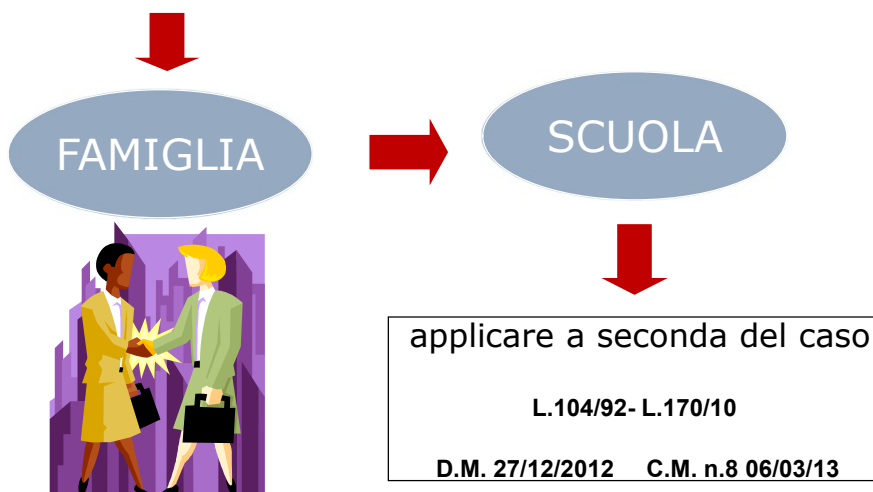 FAMIGLIA
SCUOLA
applicare a seconda del caso
L.104/92- L.170/10
D.M. 27/12/2012 C.M. n.8 06/03/13